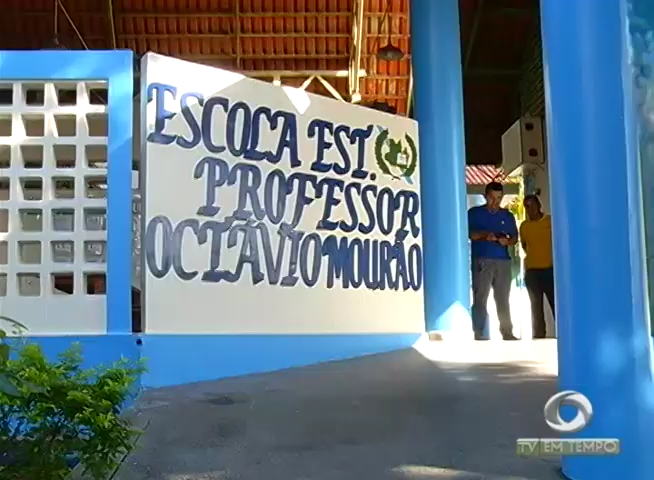 ESCOLA EST.
PROFESSOR
OCTÁVIO MOURÃO
TV EM TEMPO